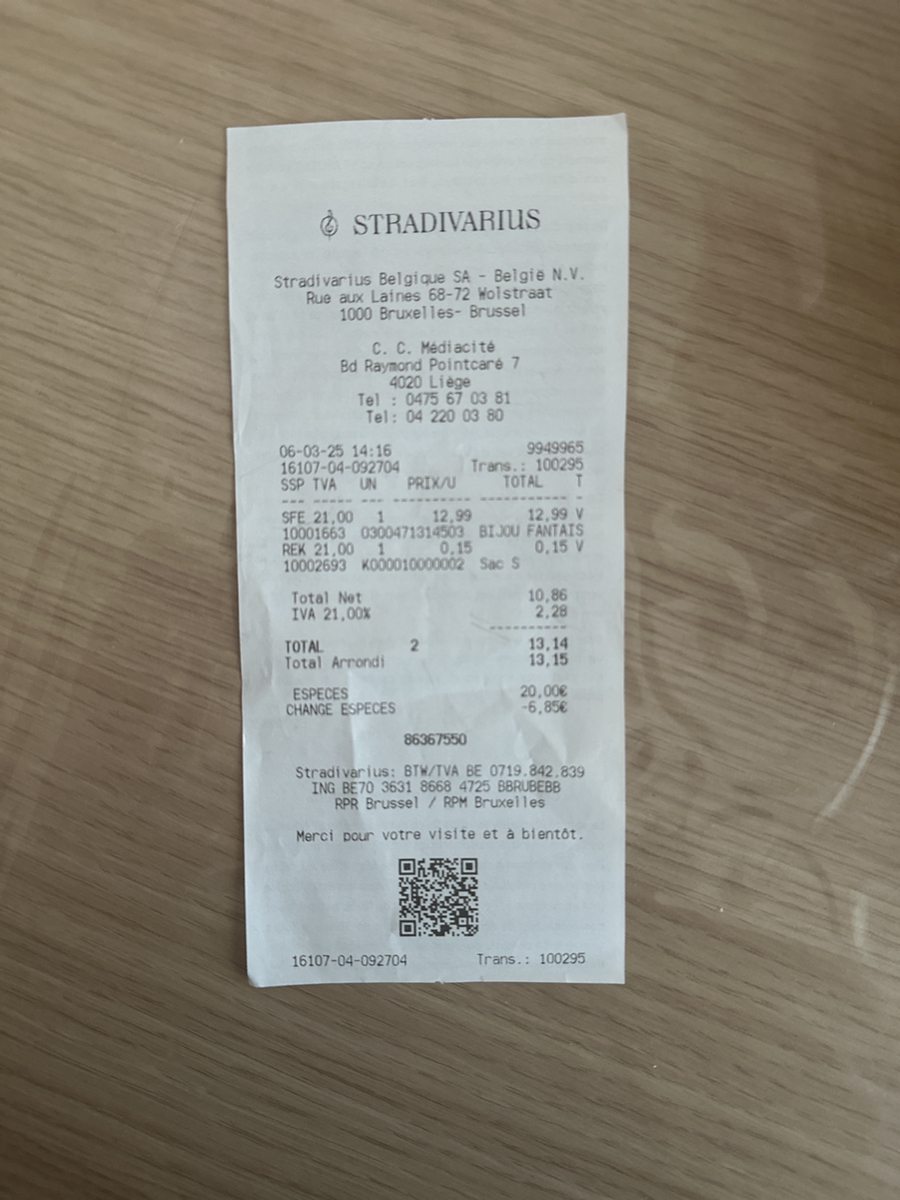 STRADIVARIUS
Stradivarius Belgique SA - België N.V.
Rue aux Laines 68-72 Wolstraat
1000 Bruxelles- Brussel
C. C. Médiacité
Bd Raymond Pointcaré 7
4020 Liège
Tel : 0475 67 03 81
Tel: 04 220 03 80
06-03-25 14:16 9949965
16107-04-092704 Trans.: 100295
SSP TVA UN PRIX/U TOTAL T
--- ---- --- ----------- ----------- -
SFE 21,00 1 12,99 12,99 V
10001663 0300471314503 BIJOU FANTAIS
REK 21,00 1 0,15 0,15 V
10002693 K000010000002 Sac S
Total Net 10,86
IVA 21,00% 2,28
----------
TOTAL 2 13,14
Total Arrondi 13,15
ESPECES 20,00€
CHANGE ESPECES -6,85€
86367550
Stradivarius: BTW/TVA BE 0719.842.839
ING BE70 3631 8668 4725 BBRUBEBB
RPR Brussel / RPM Bruxelles
Merci pour votre visite et à bientôt.
16107-04-092704 Trans.: 100295